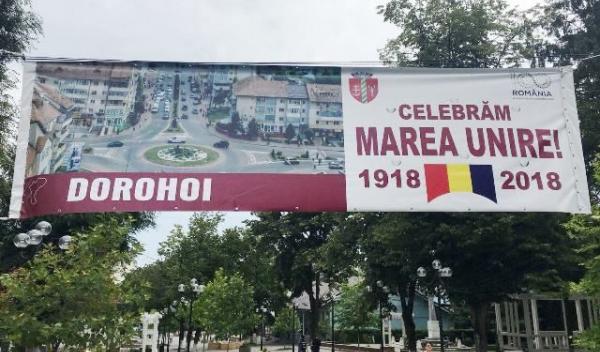 DOROHOI
ROMÂNIA
CELEBRĂM
MAREA UNIRE!
1918 2018